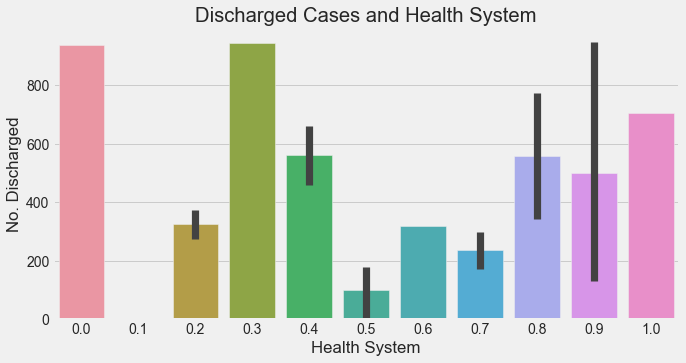 Discharged Cases and Health System
No. Discharged
800
600
400
200
0
0.0 0.1 0.2 0.3 0.4 0.5 0.6 0.7 0.8 0.9 1.0
Health System